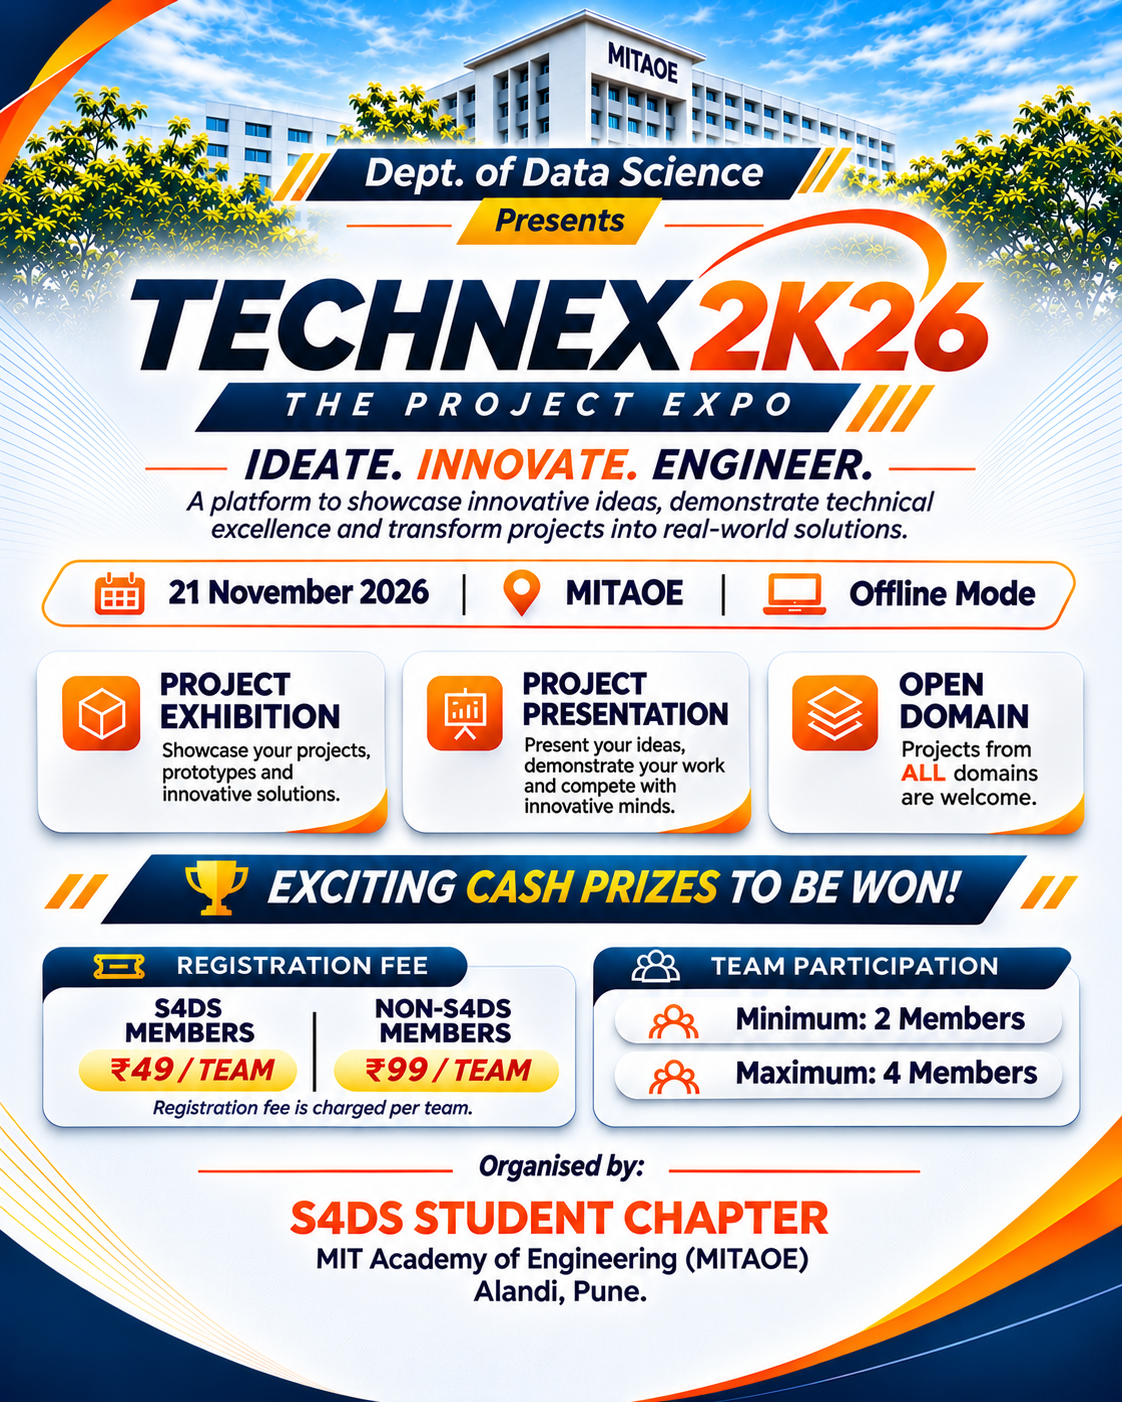 MITAOE
Dept. of Data Science
Presents
TECHNEX 2K26
THE PROJECT EXPO
IDEATE. INNOVATE. ENGINEER.
A platform to showcase innovative ideas, demonstrate technical
excellence and transform projects into real-world solutions.
21 November 2026 | MITAOE | Offline Mode
PROJECT
EXHIBITION
Showcase your projects,
prototypes and
innovative solutions.
PROJECT
PRESENTATION
Present your ideas,
demonstrate your work
and compete with
innovative minds.
OPEN
DOMAIN
Projects from
ALL domains
are welcome.
EXCITING CASH PRIZES TO BE WON!
REGISTRATION FEE
S4DS
MEMBERS
₹49 / TEAM
NON-S4DS
MEMBERS
₹99 / TEAM
Registration fee is charged per team.
TEAM PARTICIPATION
Minimum: 2 Members
Maximum: 4 Members
Organised by:
S4DS STUDENT CHAPTER
MIT Academy of Engineering (MITAOE)
Alandi, Pune.